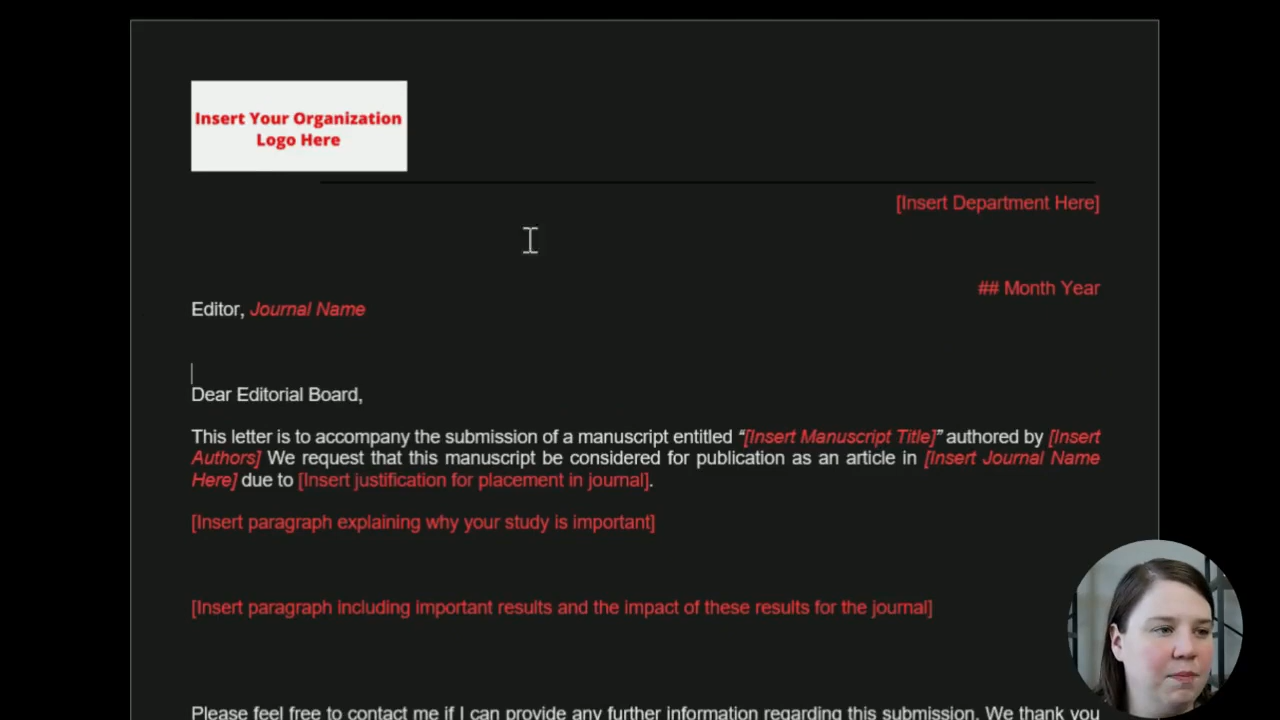 Insert Your Organization
Logo Here
[Insert Department Here]
## Month Year
Editor, Journal Name
Dear Editorial Board,
This letter is to accompany the submission of a manuscript entitled “[Insert Manuscript Title]” authored by [Insert
Authors] We request that this manuscript be considered for publication as an article in [Insert Journal Name
Here] due to [Insert justification for placement in journal].
[Insert paragraph explaining why your study is important]
[Insert paragraph including important results and the impact of these results for the journal]
Please feel free to contact me if I can provide any further information regarding this submission. We thank you